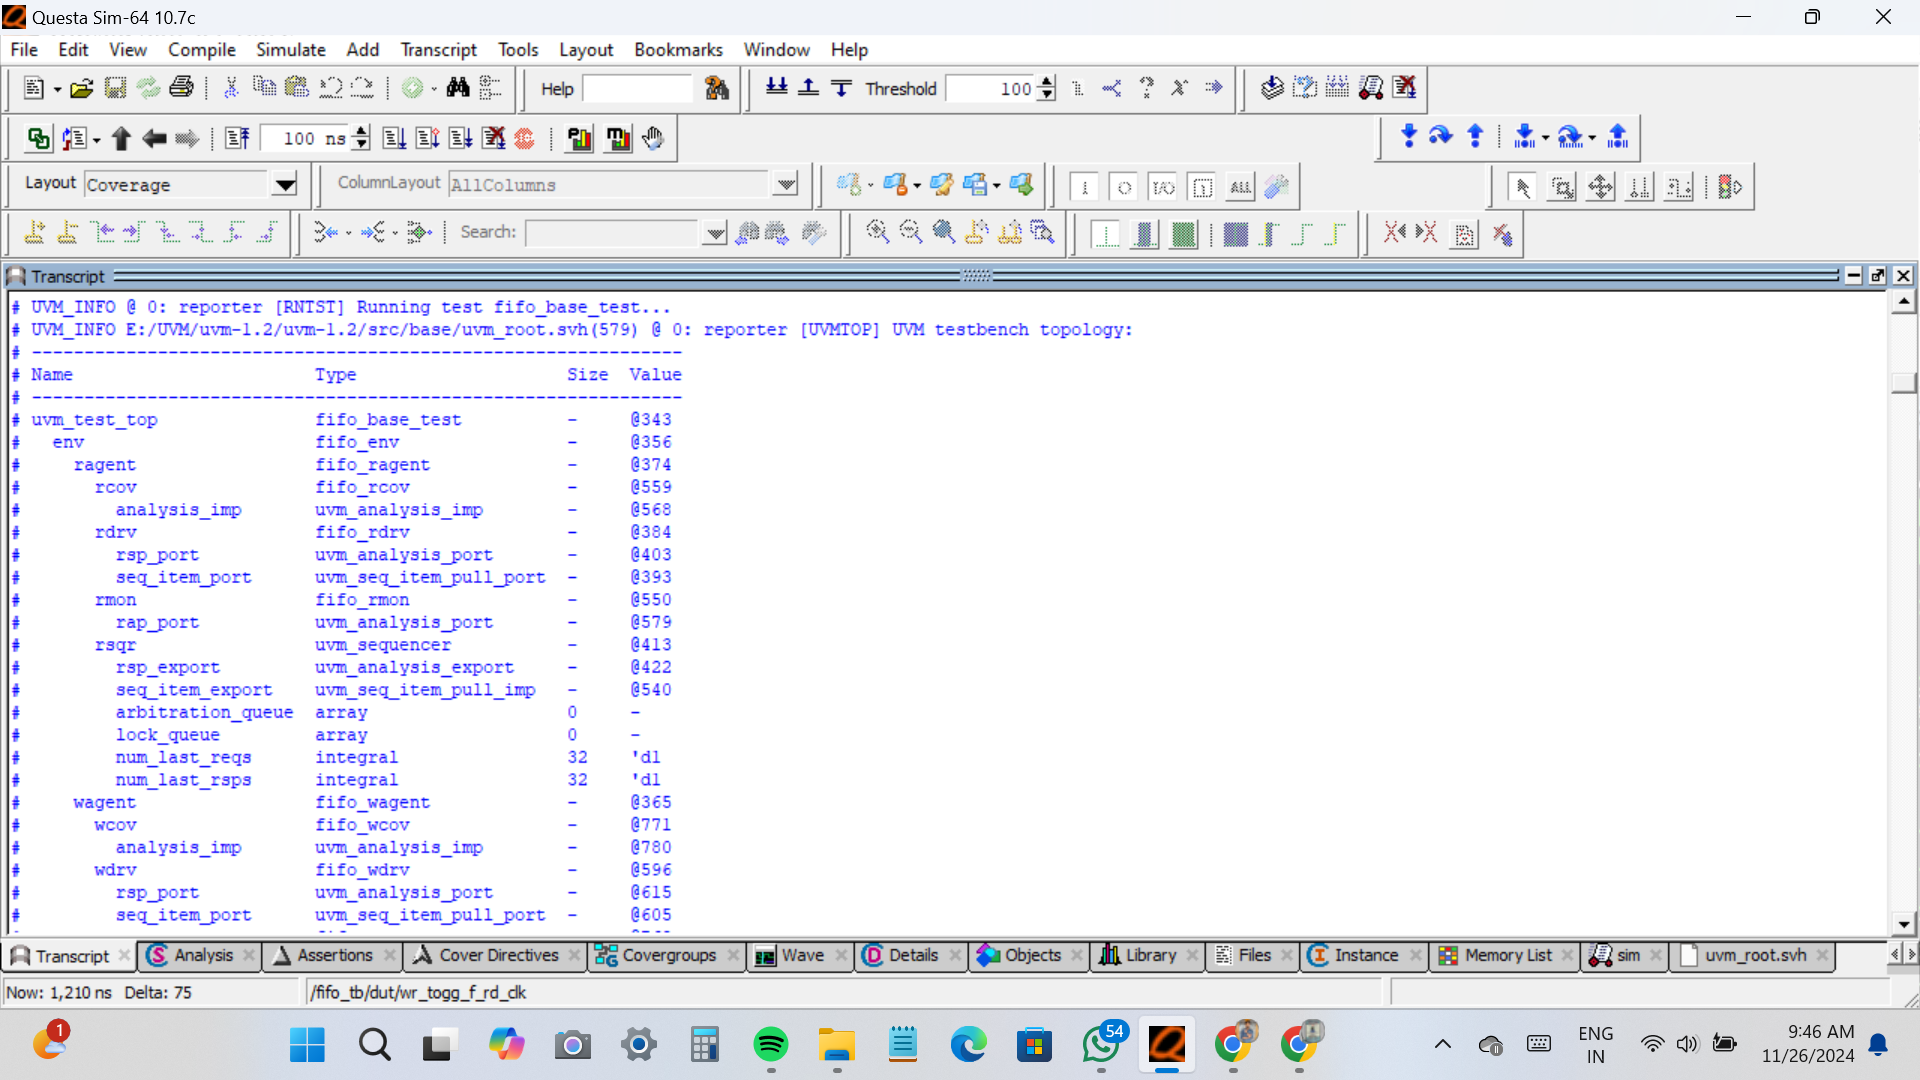 Questa Sim-64 10.7c
File Edit View Compile Simulate Add Transcript Tools Layout Bookmarks Window Help
Help Threshold 100
100 ns
Layout Coverage ColumnLayout AllColumns
ALL
Search:
Transcript
# UVM_INFO @ 0: reporter [RNTST] Running test fifo_base_test...
# UVM_INFO E:/UVM/uvm-1.2/uvm-1.2/src/base/uvm_root.svh(579) @ 0: reporter [UVMTOP] UVM testbench topology:
# --------------------------------------------------------------
# Name Type Size Value
# --------------------------------------------------------------
# uvm_test_top fifo_base_test - @343
# env fifo_env - @356
# ragent fifo_ragent - @374
# rcov fifo_rcov - @559
# analysis_imp uvm_analysis_imp - @568
# rdrv fifo_rdrv - @384
# rsp_port uvm_analysis_port - @403
# seq_item_port uvm_seq_item_pull_port - @393
# rmon fifo_rmon - @550
# rap_port uvm_analysis_port - @579
# rsqr uvm_sequencer - @413
# rsp_export uvm_analysis_export - @422
# seq_item_export uvm_seq_item_pull_imp - @540
# arbitration_queue array 0 -
# lock_queue array 0 -
# num_last_reqs integral 32 'd1
# num_last_rsps integral 32 'd1
# wagent fifo_wagent - @365
# wcov fifo_wcov - @771
# analysis_imp uvm_analysis_imp - @780
# wdrv fifo_wdrv - @596
# rsp_port uvm_analysis_port - @615
# seq_item_port uvm_seq_item_pull_port - @605
Transcript Analysis Assertions Cover Directives Covergroups Wave Details Objects Library Files Instance Memory List sim uvm_root.svh
Now: 1,210 ns Delta: 75 /fifo_tb/dut/wr_togg_f_rd_clk
1
54
ENG
IN
9:46 AM
11/26/2024